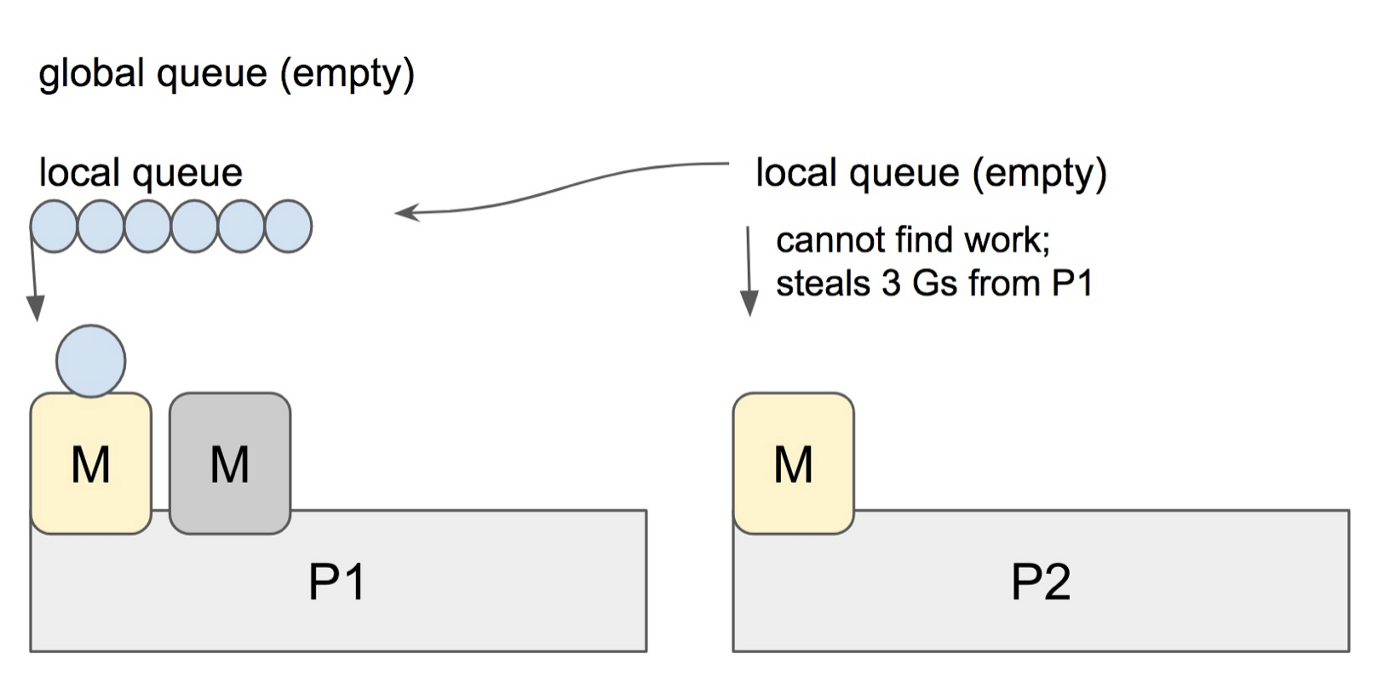 global queue (empty)
local queue
local queue (empty)
cannot find work;
steals 3 Gs from P1
M
M
M
P1
P2